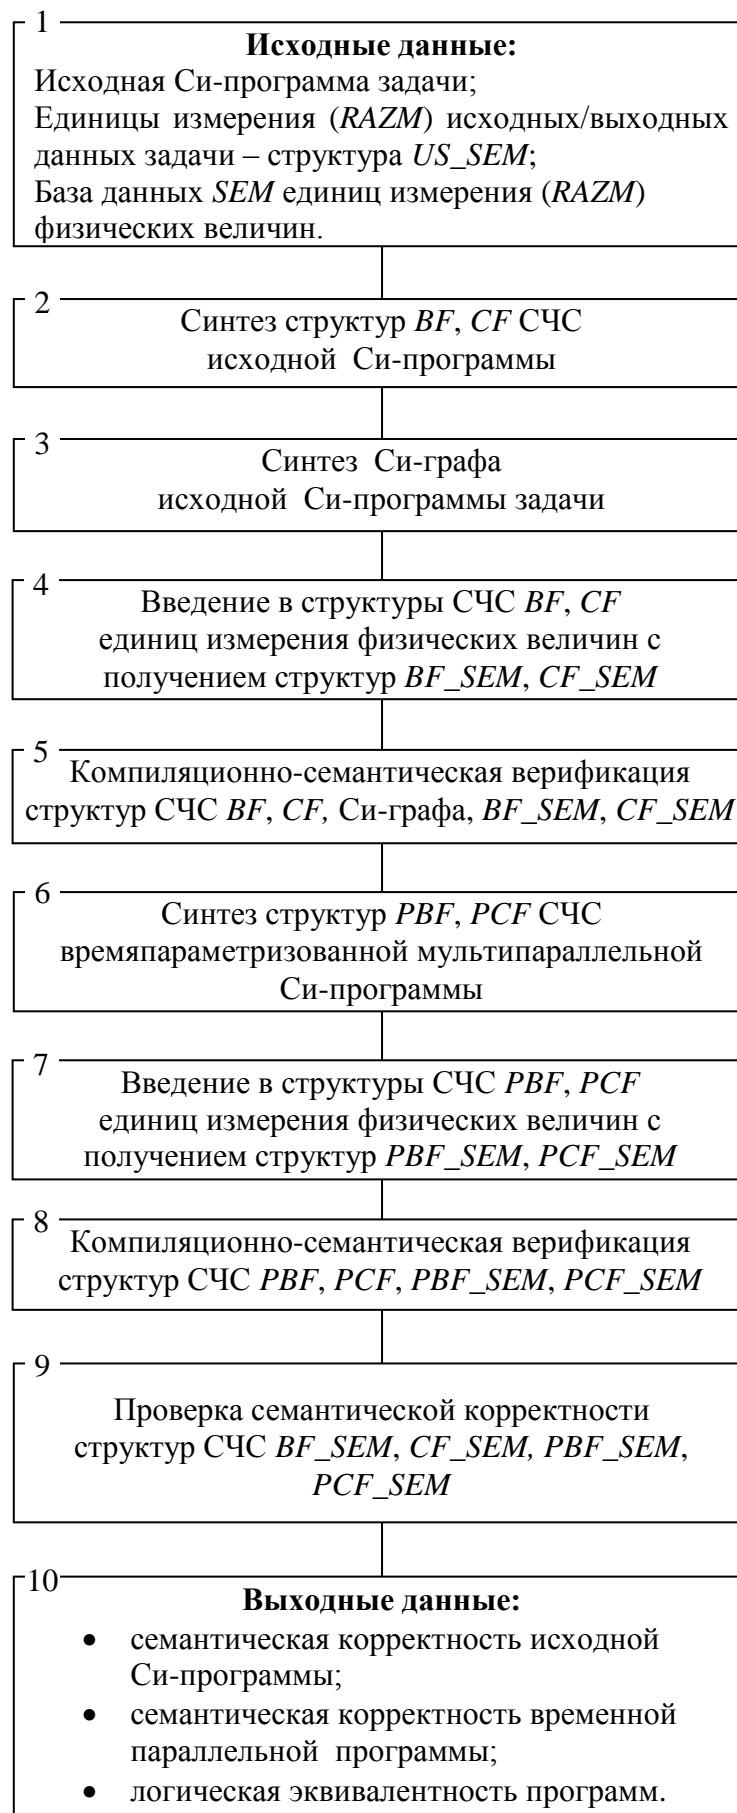 1
Исходные данные:
Исходная Си-программа задачи;
Единицы измерения (RAZM) исходных/выходных
данных задачи – структура US_SEM;
База данных SEM единиц измерения (RAZM)
физических величин.
2
Синтез структур BF, CF СЧС
исходной Си-программы
3
Синтез Си-графа
исходной Си-программы задачи
4
Введение в структуры СЧС BF, CF
единиц измерения физических величин с
получением структур BF_SEM, CF_SEM
5
Компиляционно-семантическая верификация
структур СЧС BF, CF, Си-графа, BF_SEM, CF_SEM
6
Синтез структур PBF, PCF СЧС
времяпараметризованной мультипараллельной
Си-программы
7
Введение в структуры СЧС PBF, PCF
единиц измерения физических величин с
получением структур PBF_SEM, PCF_SEM
8
Компиляционно-семантическая верификация
структур СЧС PBF, PCF, PBF_SEM, PCF_SEM
9
Проверка семантической корректности
структур СЧС BF_SEM, CF_SEM, PBF_SEM,
PCF_SEM
10
Выходные данные:
• семантическая корректность исходной
Си-программы;
• семантическая корректность временной
параллельной программы;
• логическая эквивалентность программ.